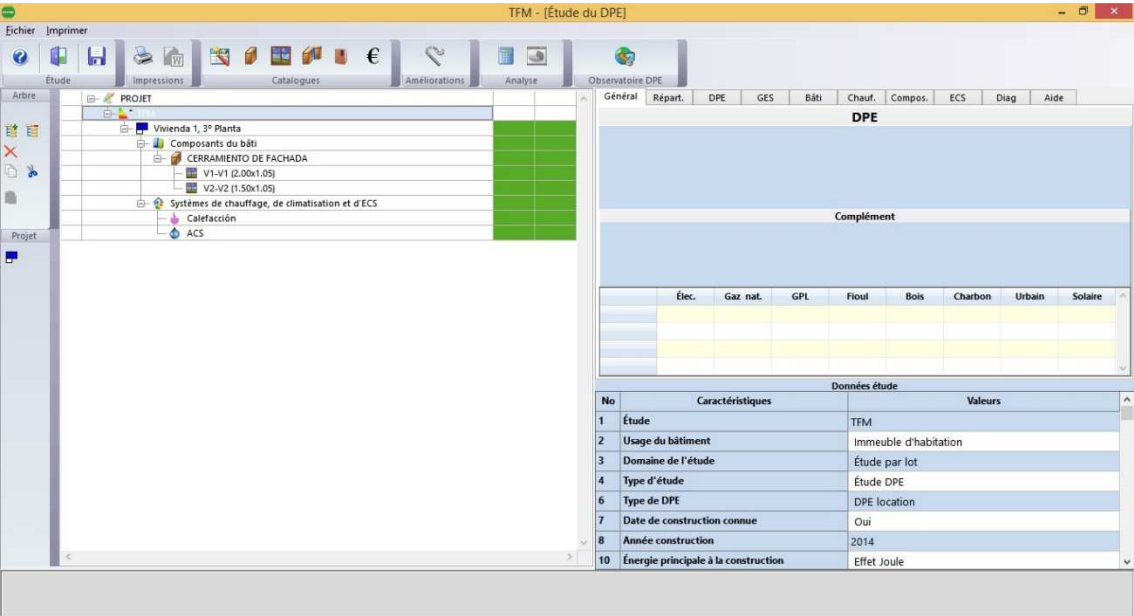 TFM - [Étude du DPE]
Fichier Imprimer
Étude Impressions Catalogues Améliorations Analyse Observatoire DPE
€
Arbre
Projet
PROJET
Vivienda 1, 3º Planta
Composants du bâti
CERRAMIENTO DE FACHADA
V1-V1 (2.00x1.05)
V2-V2 (1.50x1.05)
Systèmes de chauffage, de climatisation et d'ECS
Calefacción
ACS
Général Répart. DPE GES Bâti Chauf. Compos. ECS Diag Aide
DPE
Complément
Élec. Gaz nat. GPL Fioul Bois Charbon Urbain Solaire
Données étude
No Caractéristiques Valeurs
1 Étude TFM
2 Usage du bâtiment Immeuble d'habitation
3 Domaine de l'étude Étude par lot
4 Type d'étude Étude DPE
6 Type de DPE DPE location
7 Date de construction connue Oui
8 Année construction 2014
10 Énergie principale à la construction Effet Joule